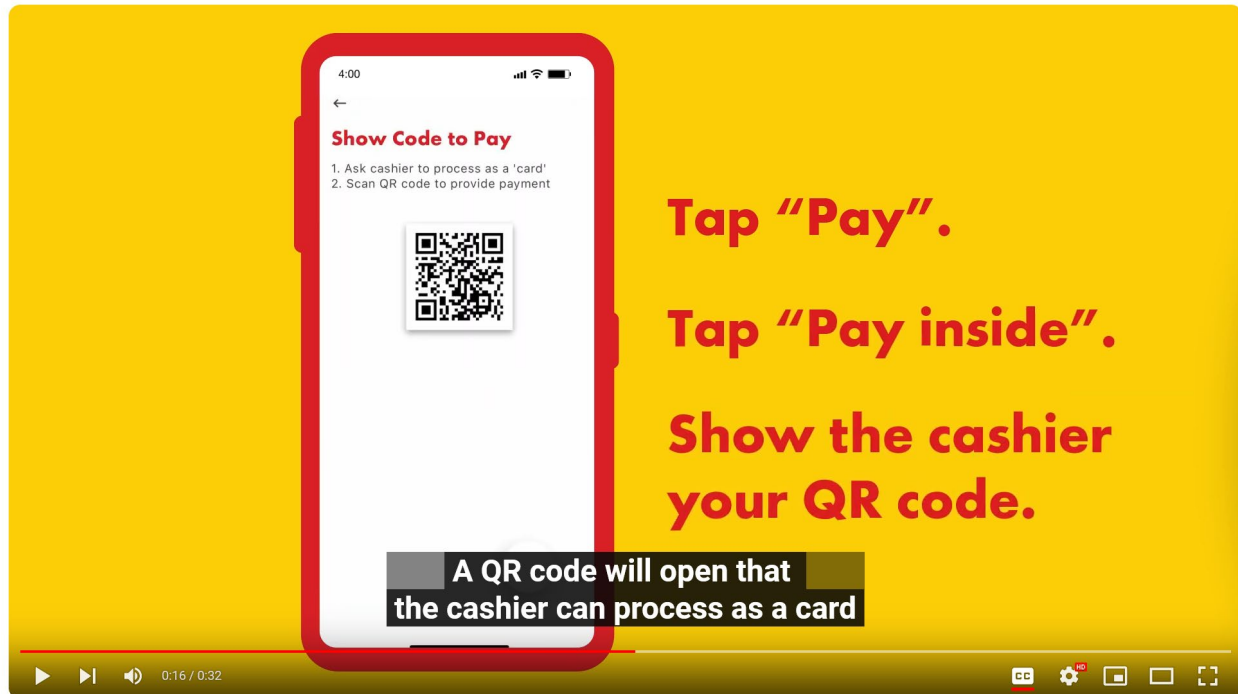 4:00
Show Code to Pay
1. Ask cashier to process as a 'card'
2. Scan QR code to provide payment
Tap “Pay”.
Tap “Pay inside”.
Show the cashier
your QR code.
A QR code will open that
the cashier can process as a card
0:16 / 0:32
CC
HD